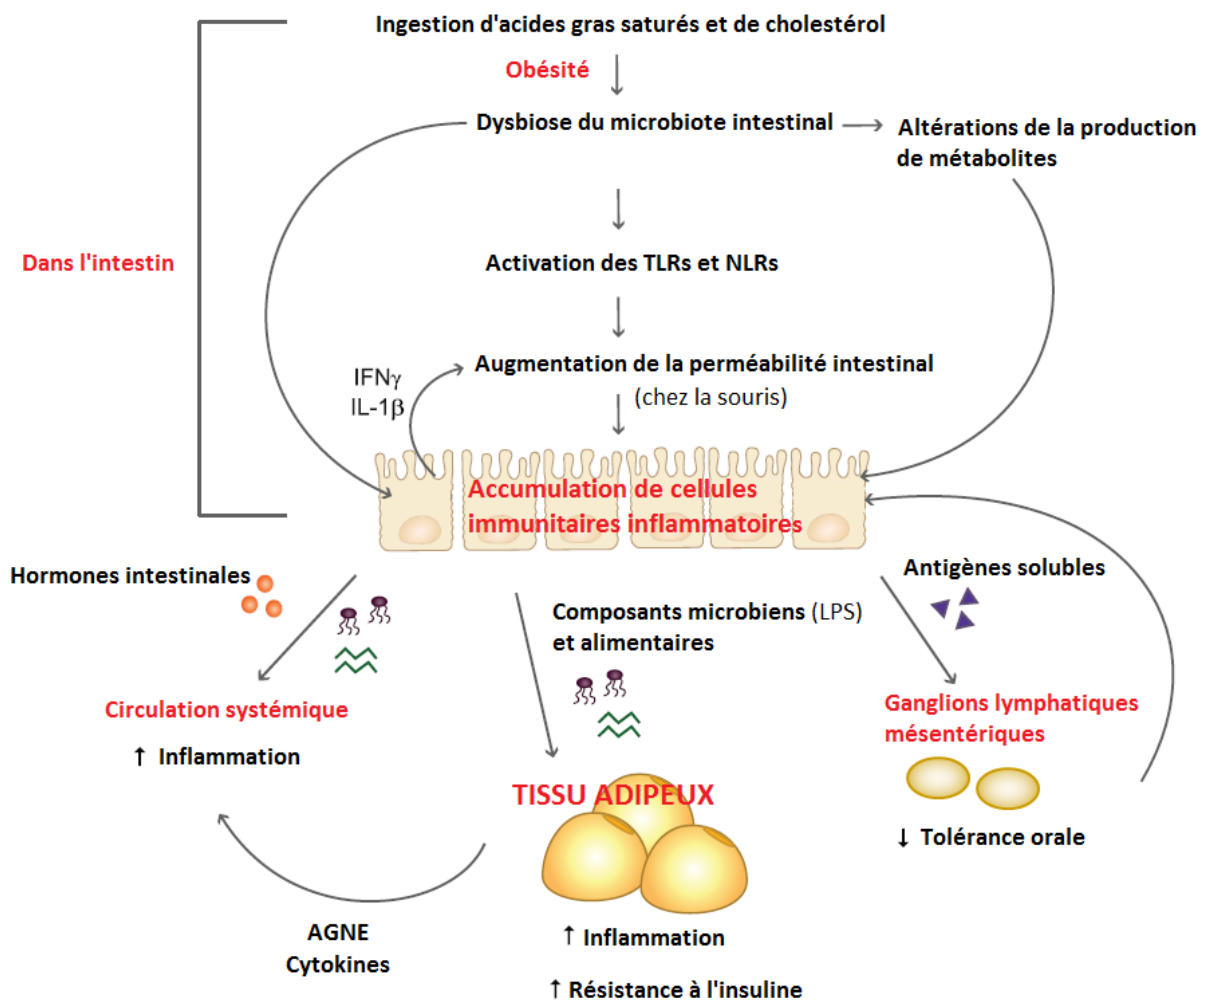 Ingestion d'acides gras saturés et de cholestérol
Obésité
Dysbiose du microbiote intestinal
Altérations de la production
de métabolites
Dans l'intestin
Activation des TLRs et NLRs
Augmentation de la perméabilité intestinal
(chez la souris)
IFNγ
IL-1β
Accumulation de cellules
immunitaires inflammatoires
Hormones intestinales
Composants microbiens (LPS)
et alimentaires
Antigènes solubles
Circulation systémique
↑ Inflammation
Ganglions lymphatiques
mésentériques
TISSU ADIPEUX
↓ Tolérance orale
AGNE
Cytokines
↑ Inflammation
↑ Résistance à l'insuline